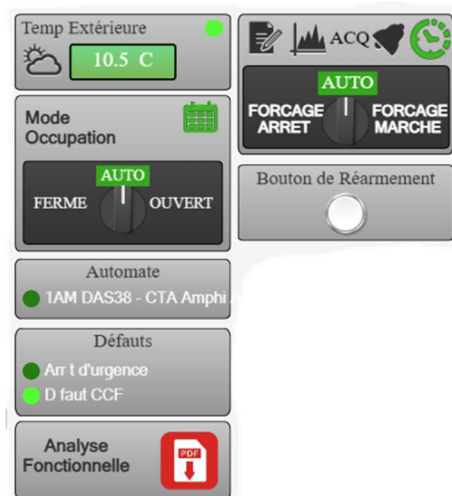 Temp Extérieure
10.5 C
Mode
Occupation
AUTO
FERME
OUVERT
Automate
1AM DAS38 - CTA Amphi
Défauts
Arr t d'urgence
D faut CCF
Analyse
Fonctionnelle
PDF
ACQ
AUTO
FORCAGE
ARRET
FORCAGE
MARCHE
Bouton de Réarmement